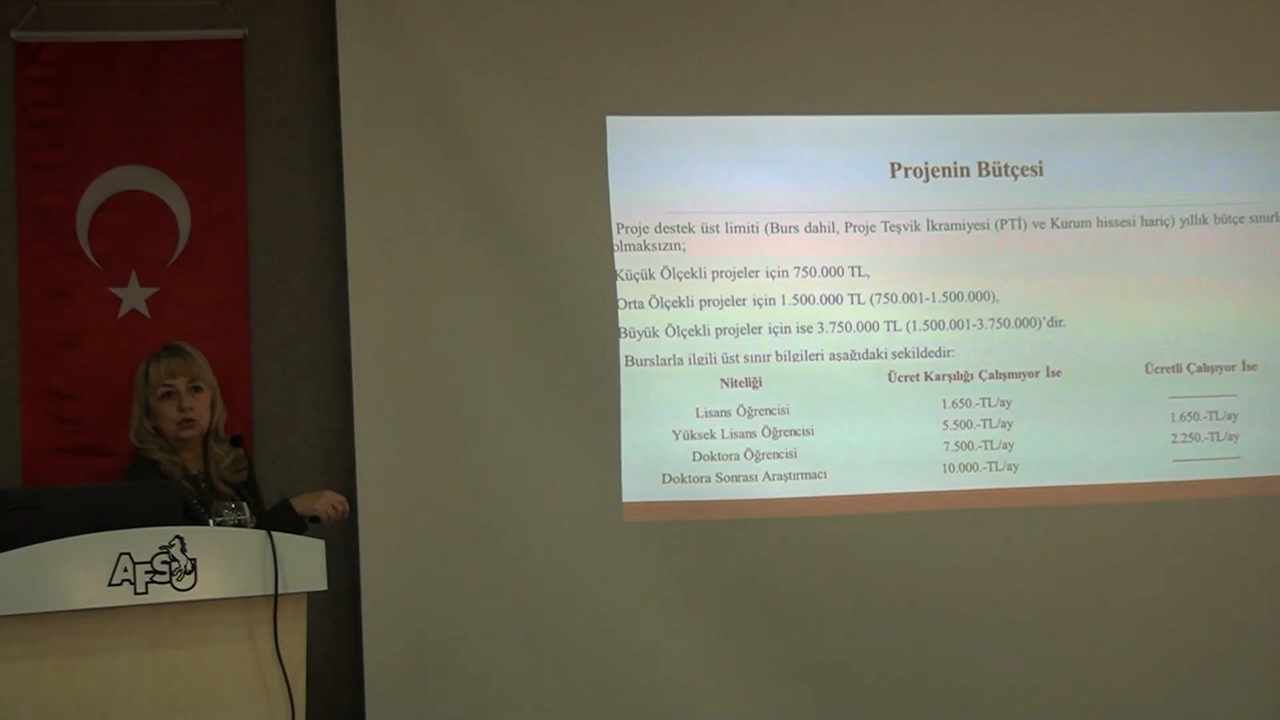 Projenin Bütçesi
Proje destek üst limiti (Burs dahil, Proje Teşvik İkramiyesi (PTİ) ve Kurum hissesi hariç) yıllık bütçe sınırı
olmaksızın;
Küçük Ölçekli projeler için 750.000 TL,
Orta Ölçekli projeler için 1.500.000 TL (750.001-1.500.000),
Büyük Ölçekli projeler için ise 3.750.000 TL (1.500.001-3.750.000)'dir.
Burslarla ilgili üst sınır bilgileri aşağıdaki şekildedir:
Niteliği Ücret Karşılığı Çalışmıyor İse Ücretli Çalışıyor İse
Lisans Öğrencisi 1.650.-TL/ay
Yüksek Lisans Öğrencisi 5.500.-TL/ay 1.650.-TL/ay
Doktora Öğrencisi 7.500.-TL/ay 2.250.-TL/ay
Doktora Sonrası Araştırmacı 10.000.-TL/ay
AFSU